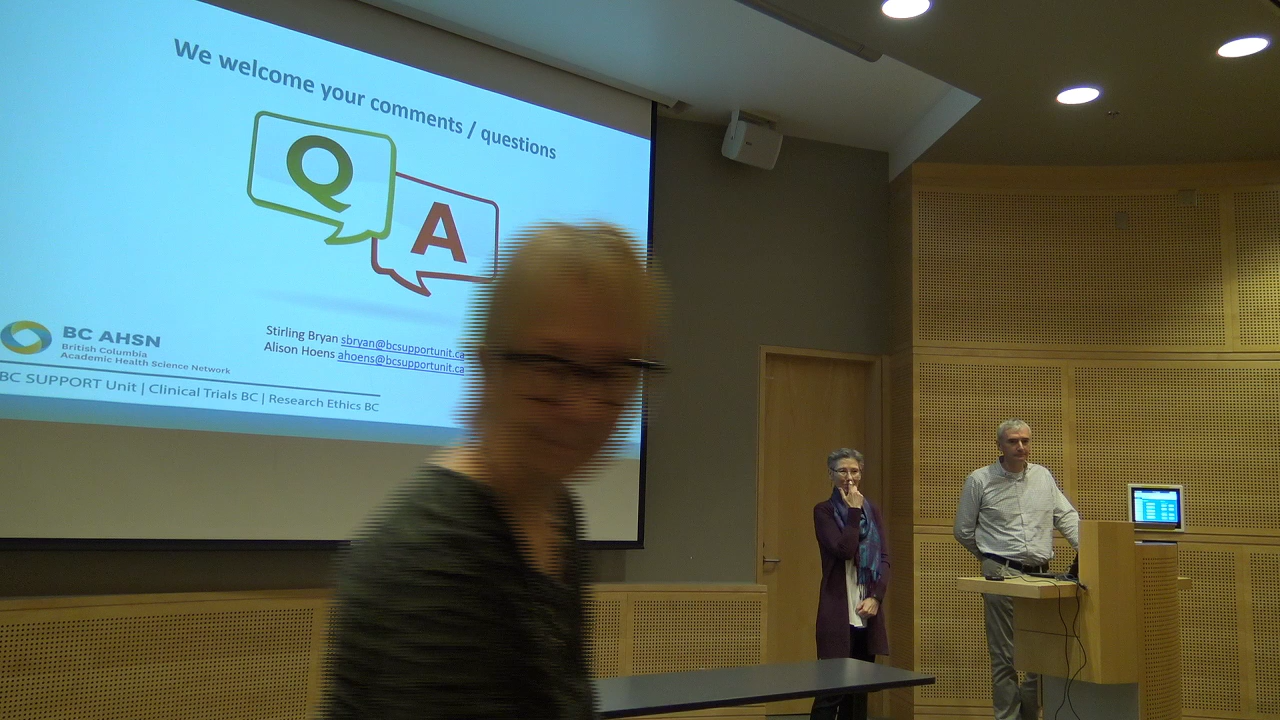 We welcome your comments / questions
Q
A
Stirling Bryan sbryan@bcsupportunit.ca
Alison Hoens ahoens@bcsupportunit.ca
BC AHSN
British Columbia
Academic Health Science Network
BC SUPPORT Unit | Clinical Trials BC | Research Ethics BC